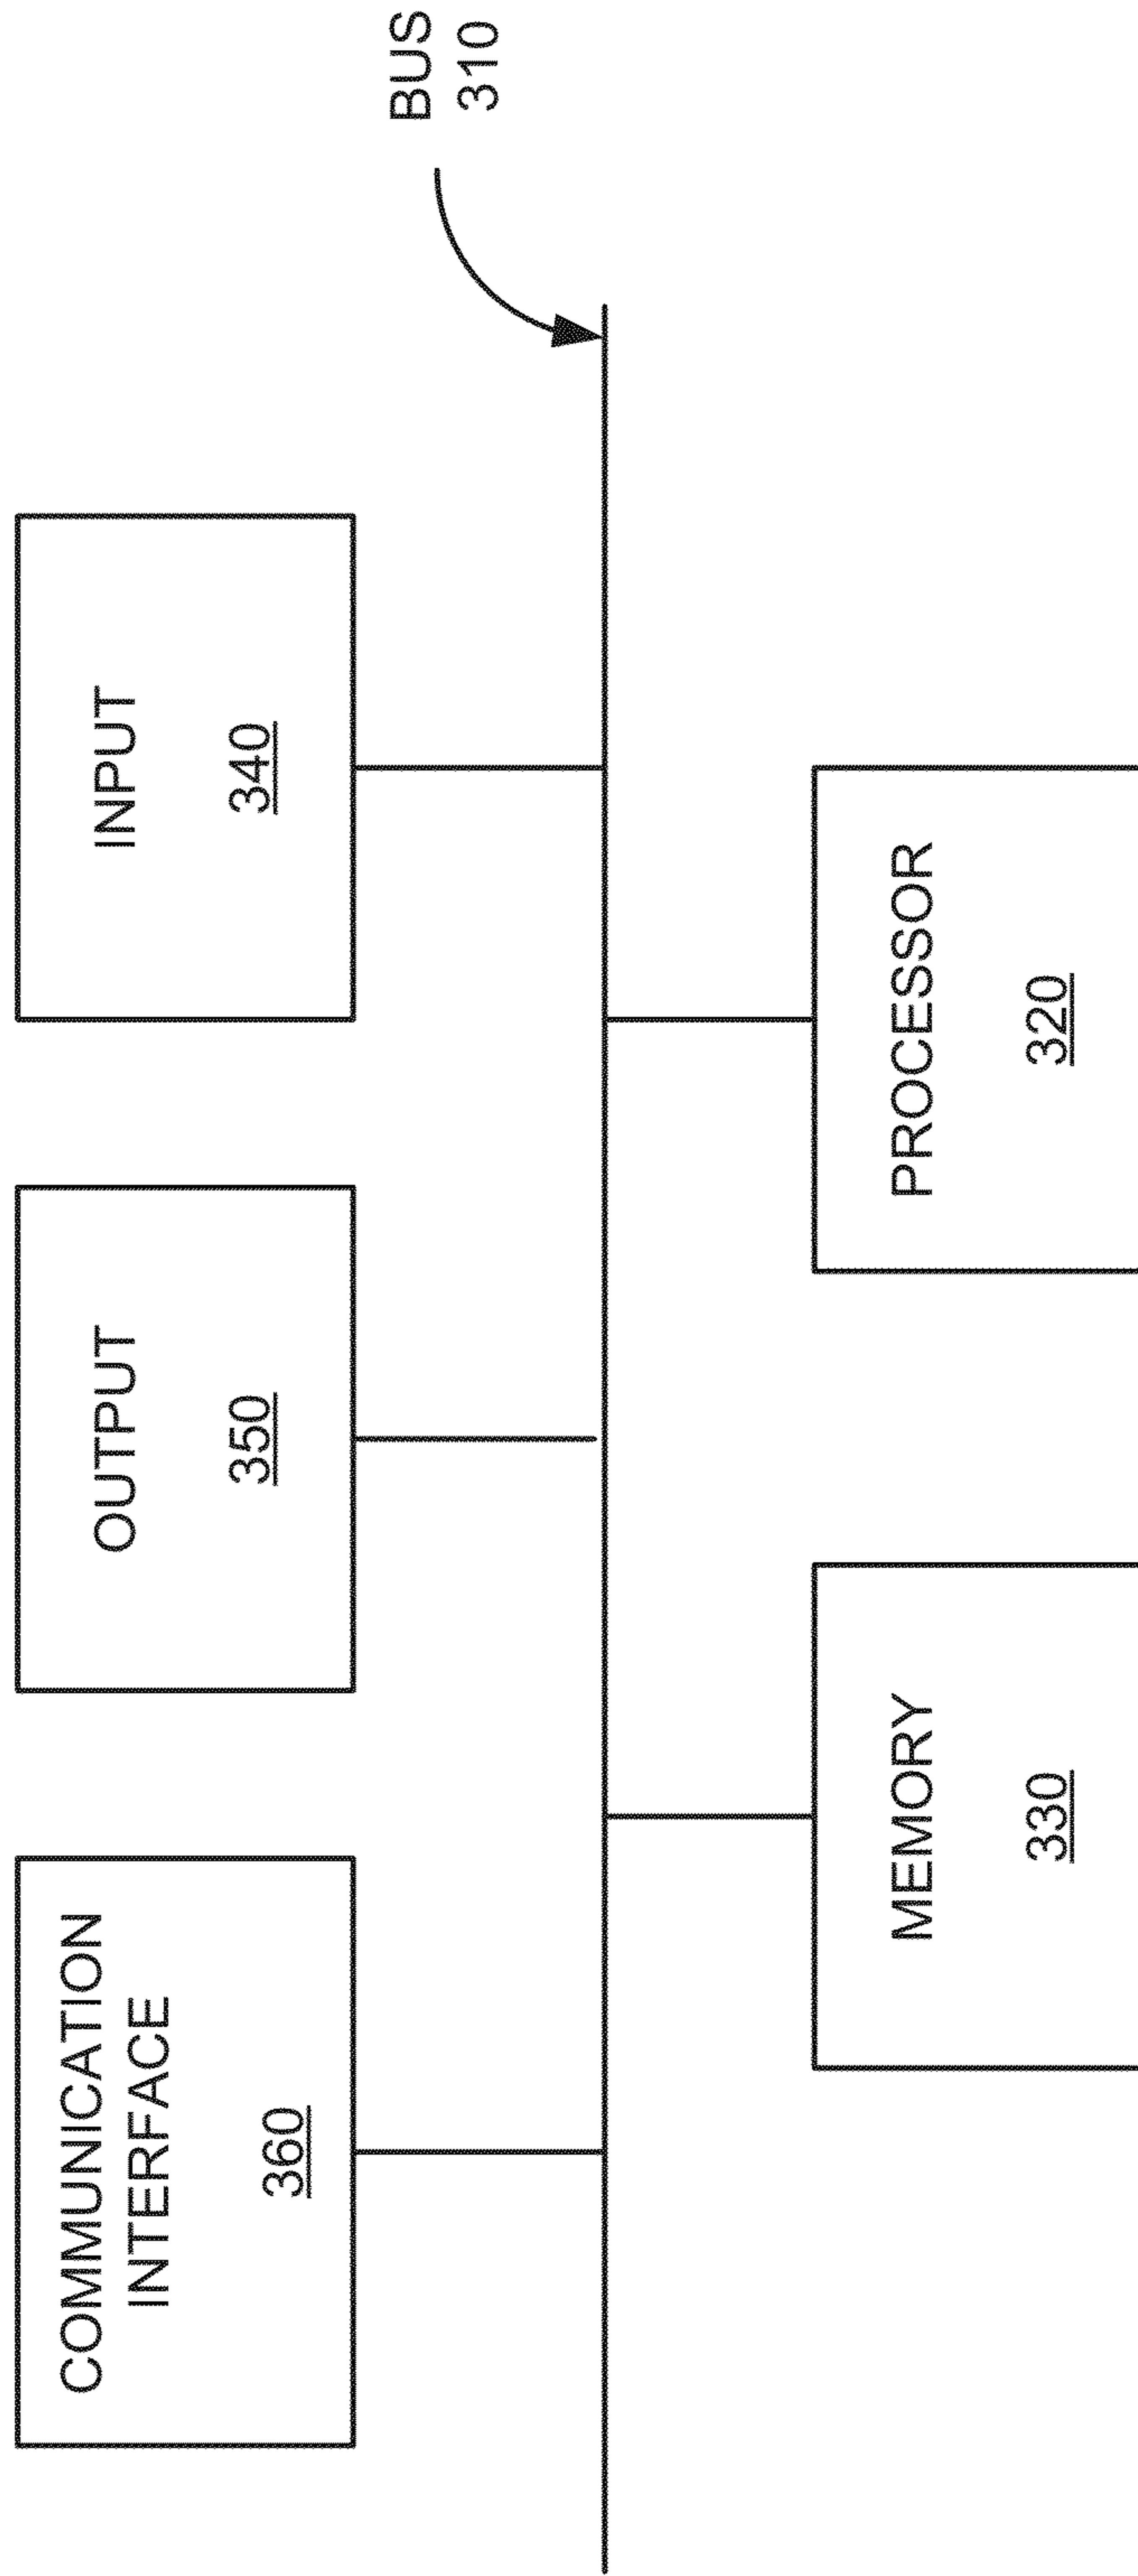 COMMUNICATION
INTERFACE
360
OUTPUT
350
INPUT
340
BUS
310
MEMORY
330
PROCESSOR
320